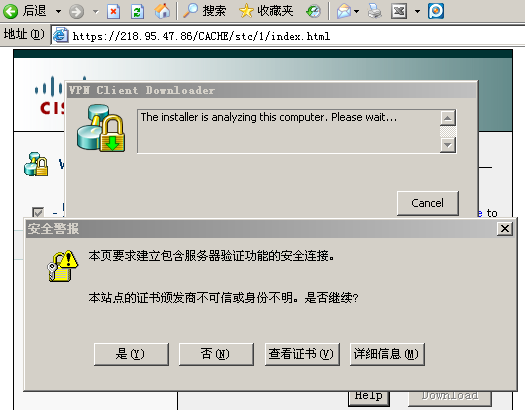 后退
搜索
收藏夹
地址(D)
https://218.95.47.86/CACHE/stc/1/index.html
CIS
VPN Client Downloader
The installer is analyzing this computer. Please wait...
Cancel
e to
安全警报
本页要求建立包含服务器验证功能的安全连接。
本站点的证书颁发商不可信或身份不明。是否继续?
是(Y)
否(N)
查看证书(V)
详细信息(M)
Help
Download